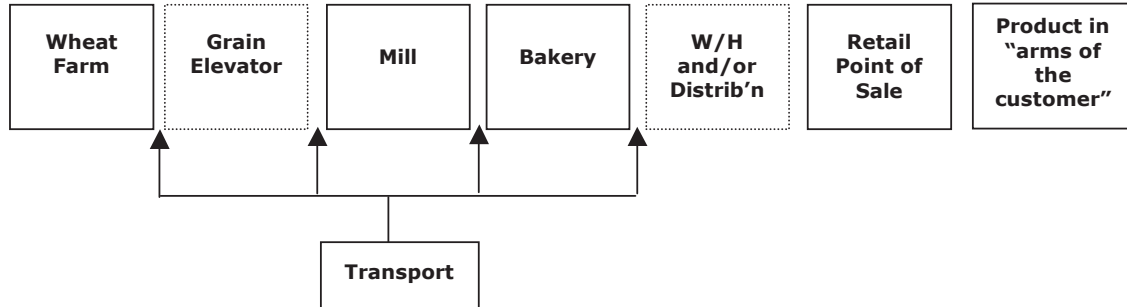 Wheat
Farm
Grain
Elevator
Mill
Bakery
W/H
and/or
Distrib’n
Retail
Point of
Sale
Product in
“arms of
the
customer”
Transport